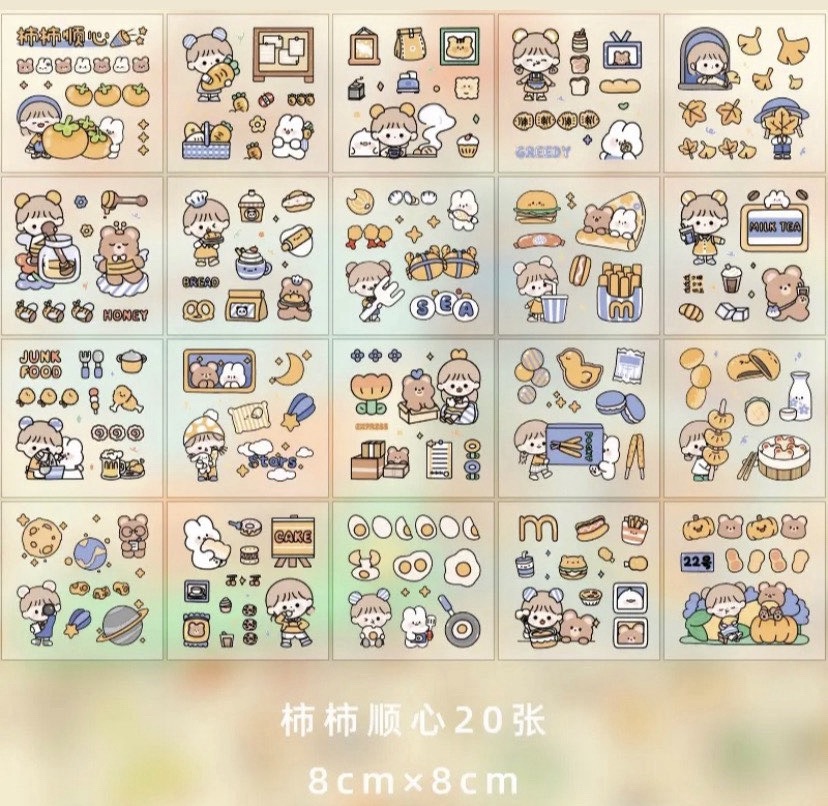 柿柿顺心
GREEDY
HONEY
BREAD
SEA
M
MILK TEA
JUNK
FOOD
Stars
EXPRESS
POCKY
CAKE
m
22号
柿柿顺心20张
8cm×8cm